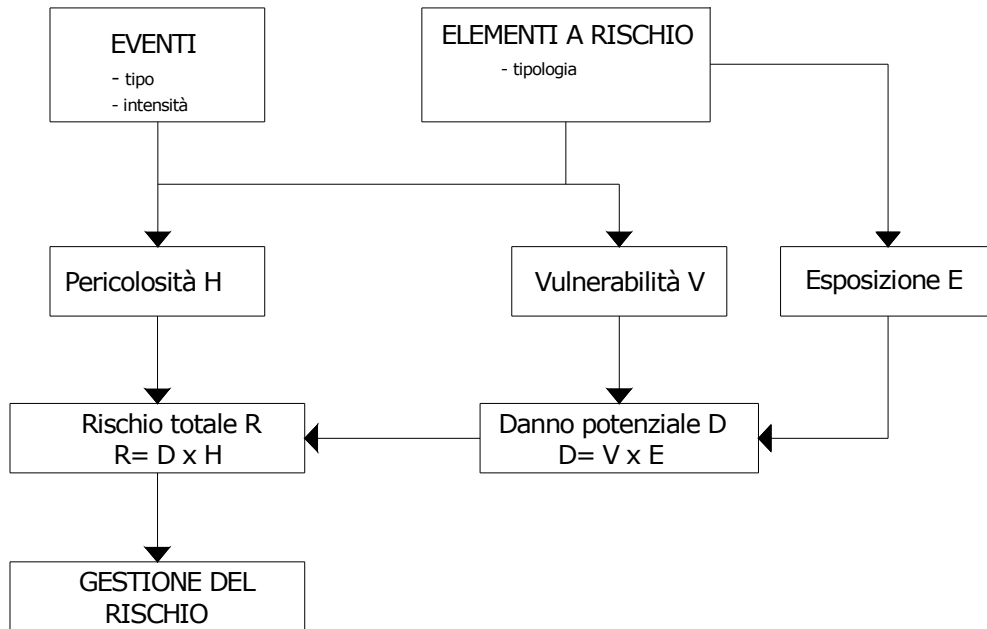 EVENTI
- tipo
- intensità
ELEMENTI A RISCHIO
- tipologia
Pericolosità H
Vulnerabilità V
Esposizione E
Rischio totale R
R= D x H
Danno potenziale D
D= V x E
GESTIONE DEL
RISCHIO